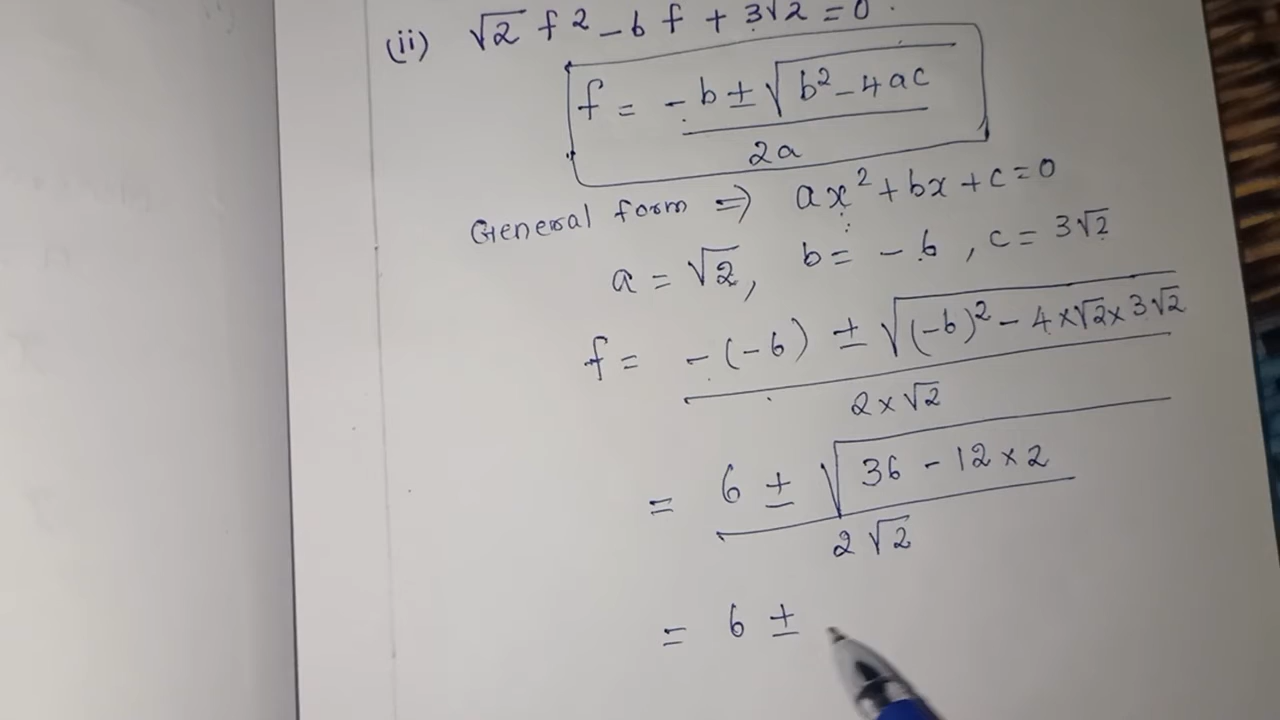 (ii) √2 f² - 6 f + 3√2 = 0.
f = -b ± √b² - 4ac
2a
General form ⇒ ax² + bx + c = 0
a = √2, b = -6, c = 3√2
f = -(-6) ± √(-6)² - 4×√2×3√2
2×√2
= 6 ± √36 - 12×2
2√2
= 6 ±